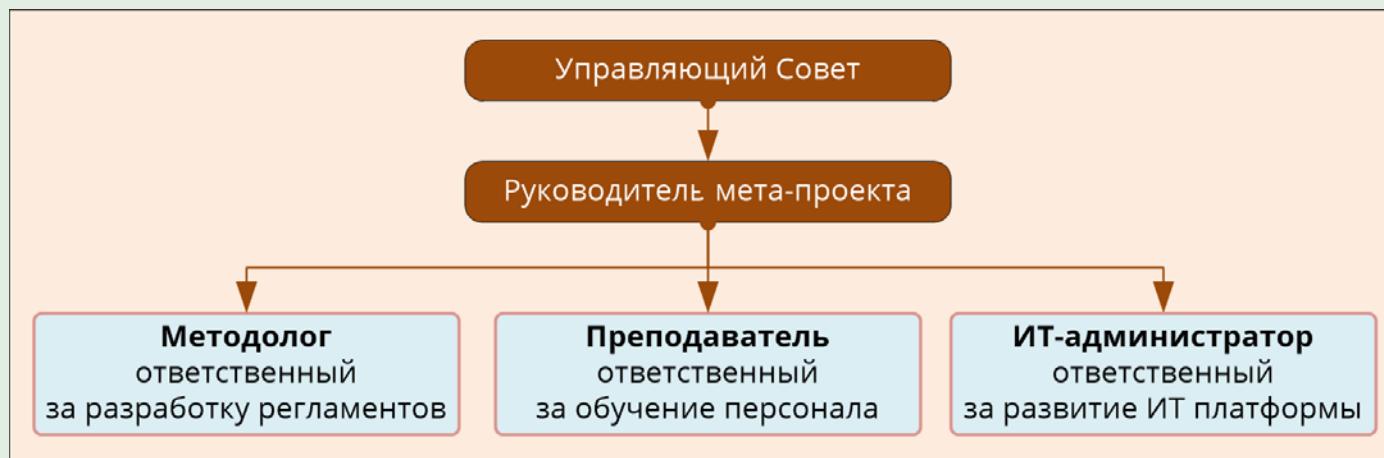 Управляющий Совет
Руководитель мета-проекта
Методолог
ответственный
за разработку регламентов
Преподаватель
ответственный
за обучение персонала
ИТ-администратор
ответственный
за развитие ИТ платформы